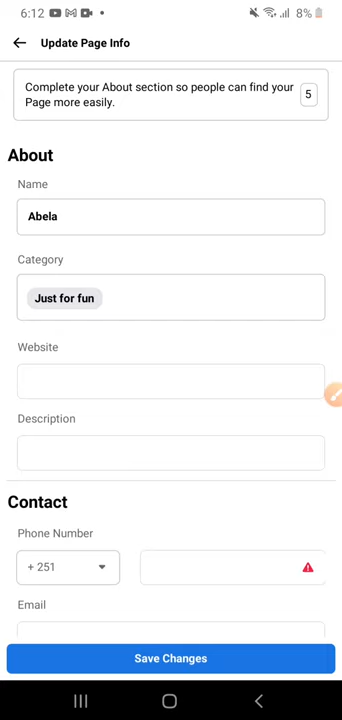 6:12
8%
Update Page Info
Complete your About section so people can find your
Page more easily.
5
About
Name
Abela
Category
Just for fun
Website
Description
Contact
Phone Number
+ 251
Email
Save Changes